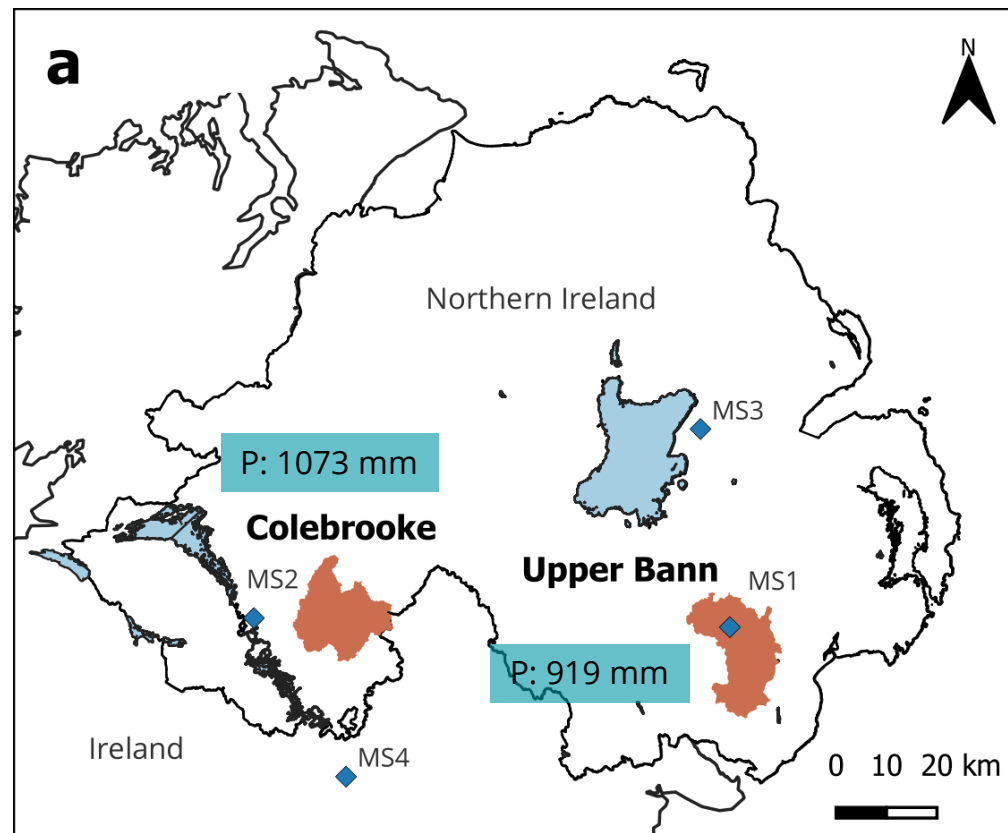 a
N
Northern Ireland
MS3
P: 1073 mm
Colebrooke
Upper Bann
MS2
MS1
P: 919 mm
Ireland
MS4
0 10 20 km